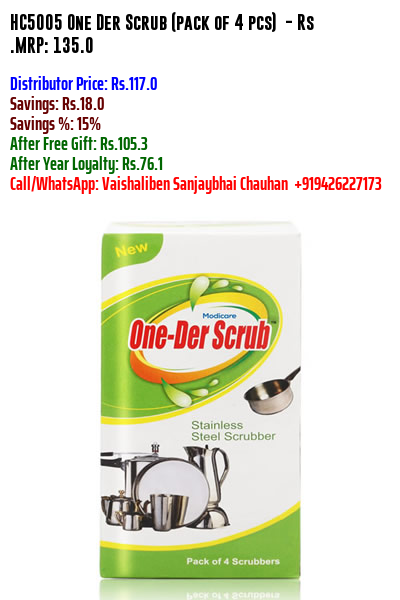 HC5005 One Der Scrub (pack of 4 pcs) - Rs
.MRP: 135.0
Distributor Price: Rs.117.0
Savings: Rs.18.0
Savings %: 15%
After Free Gift: Rs.105.3
After Year Loyalty: Rs.76.1
Call/WhatsApp: Vaishaliben Sanjaybhai Chauhan +919426227173
New
Modicare
One-Der Scrub
Stainless
Steel Scrubber
Pack of 4 Scrubbers